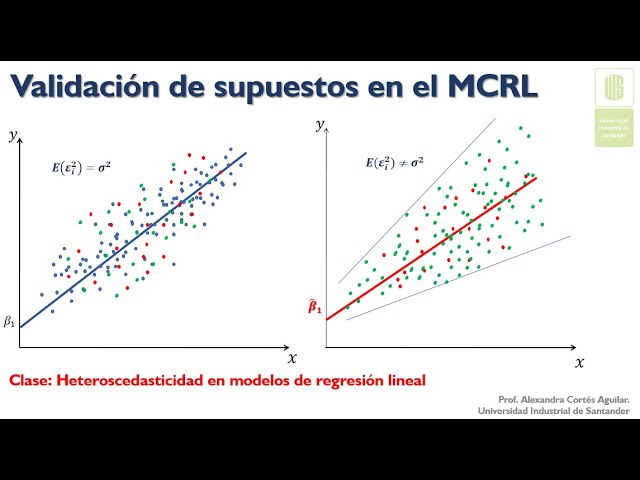 Validación de supuestos en el MCRL
UIS
Universidad
Industrial de
Santander
y
E(ε_i^2) = σ^2
β_1
x
y
E(ε_i^2) ≠ σ^2
β̂_1
x
Clase: Heteroscedasticidad en modelos de regresión lineal
Prof. Alexandra Cortés Aguilar.
Universidad Industrial de Santander